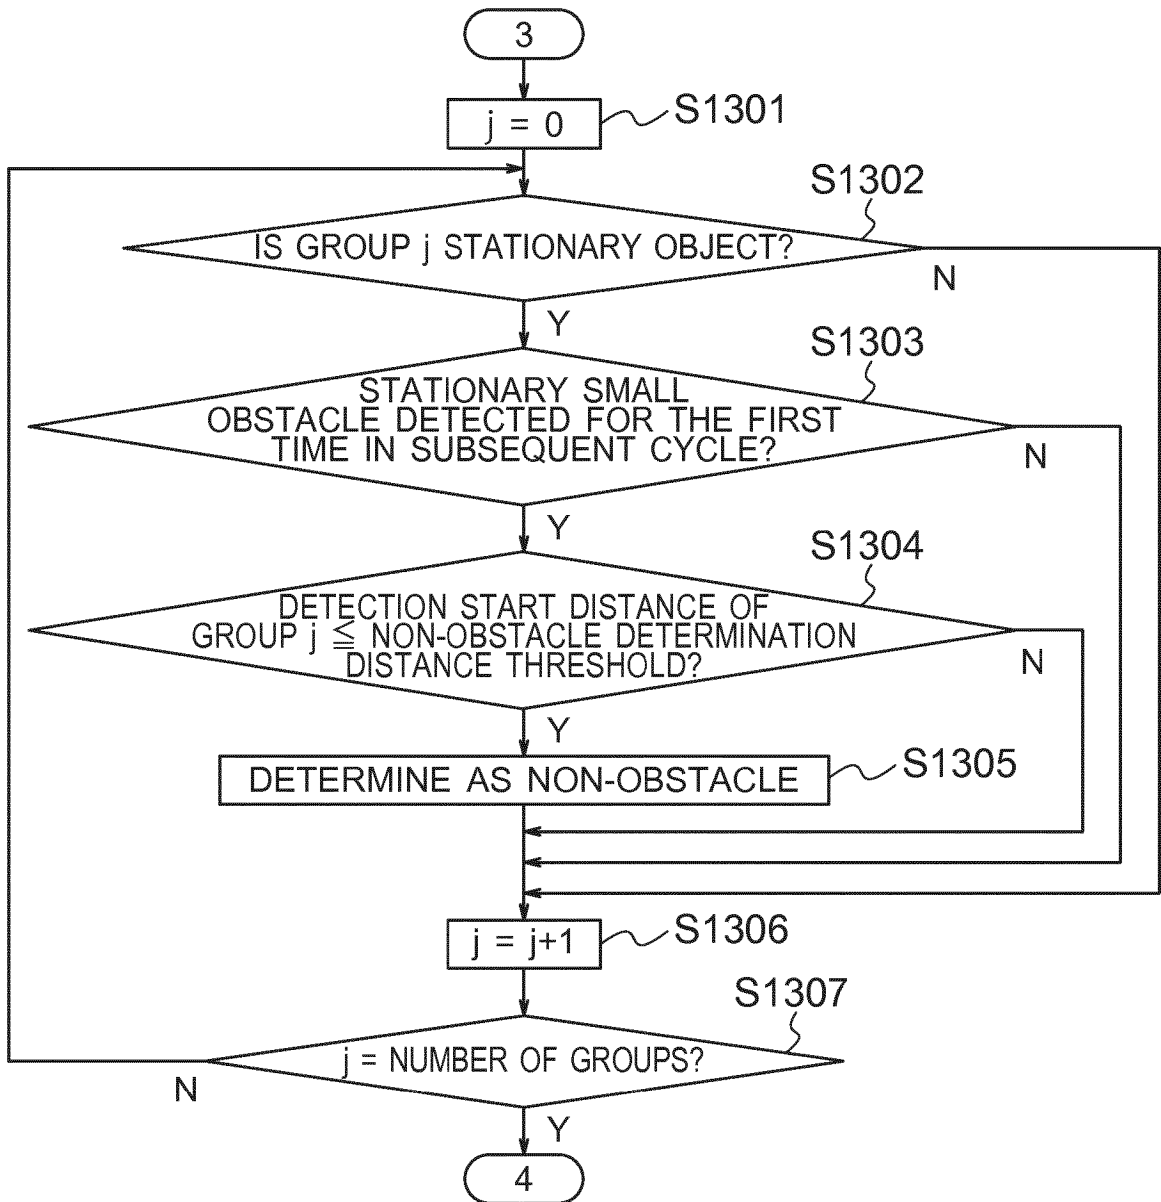 3
j = 0
S1301
S1302
IS GROUP j STATIONARY OBJECT?
N
Y
S1303
STATIONARY SMALL
OBSTACLE DETECTED FOR THE FIRST
TIME IN SUBSEQUENT CYCLE?
N
Y
S1304
DETECTION START DISTANCE OF
GROUP j ≦ NON-OBSTACLE DETERMINATION
DISTANCE THRESHOLD?
N
Y
DETERMINE AS NON-OBSTACLE
S1305
j = j+1
S1306
S1307
j = NUMBER OF GROUPS?
N
Y
4